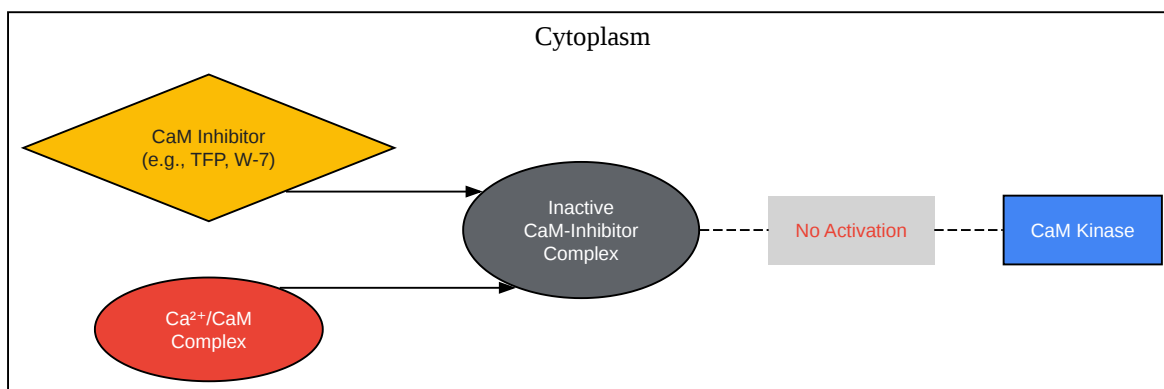 Cytoplasm
CaM Inhibitor
(e.g., TFP, W-7)
Inactive
CaM-Inhibitor
Complex
No Activation
CaM Kinase
Ca²⁺/CaM
Complex